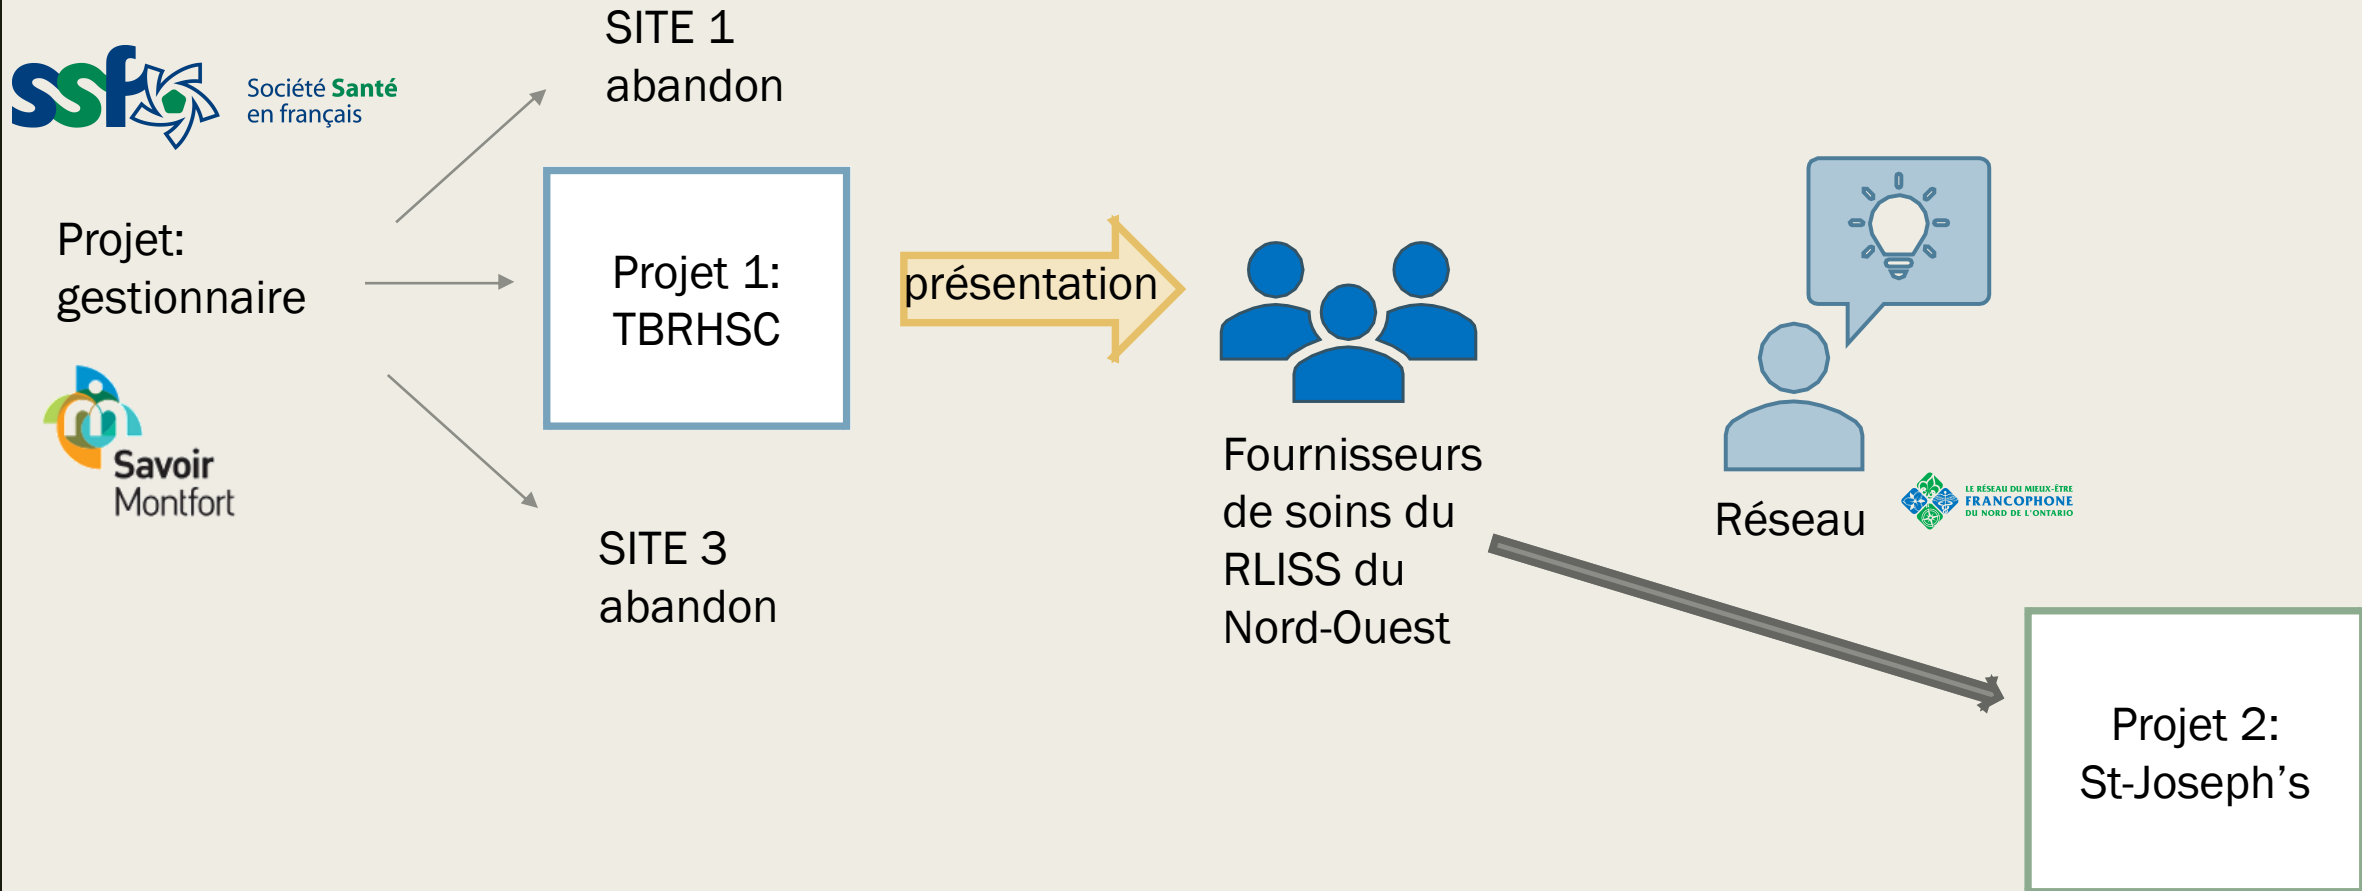 ssf
Société Santé
en français
Projet:
gestionnaire
Savoir
Montfort
SITE 1
abandon
Projet 1:
TBRHSC
SITE 3
abandon
présentation
Fournisseurs
de soins du
RLISS du
Nord-Ouest
Réseau
LE RÉSEAU DU MIEUX-ÊTRE
FRANCOPHONE
DU NORD DE L'ONTARIO
Projet 2:
St-Joseph’s